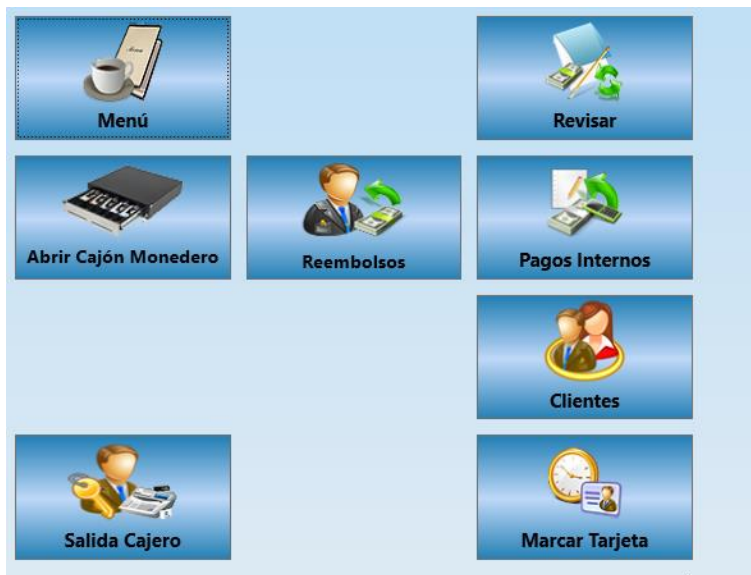 Menú
Revisar
Abrir Cajón Monedero
Reembolsos
Pagos Internos
Clientes
Salida Cajero
Marcar Tarjeta